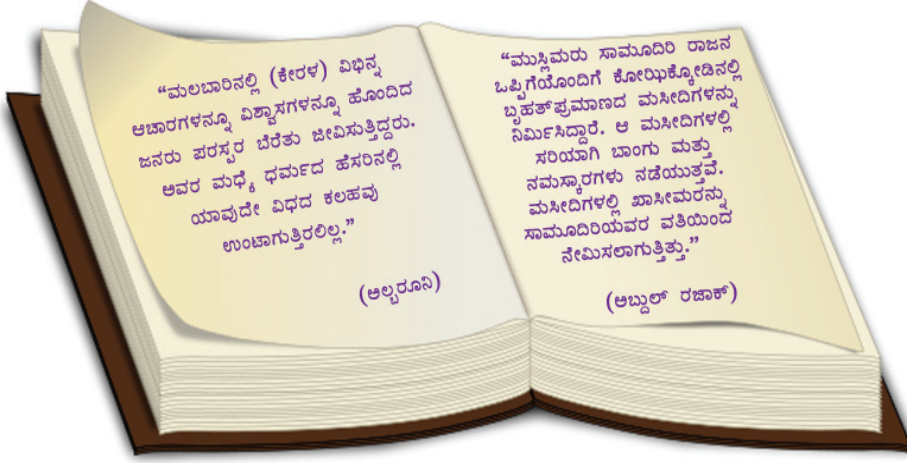 “ಮಲಬಾರಿನಲ್ಲಿ (ಕೇರಳ) ವಿಭಿನ್ನ
ಆಚಾರಗಳನ್ನೂ ವಿಶ್ವಾಸಗಳನ್ನೂ ಹೊಂದಿದ
ಜನರು ಪರಸ್ಪರ ಬೆರೆತು ಜೀವಿಸುತ್ತಿದ್ದರು.
ಅವರ ಮಧ್ಯೆ ಧರ್ಮದ ಹೆಸರಿನಲ್ಲಿ
ಯಾವುದೇ ವಿಧದ ಕಲಹವು
ಉಂಟಾಗುತ್ತಿರಲಿಲ್ಲ.”
(ಅಲ್ಬರೂನಿ)
“ಮುಸ್ಲಿಮರು ಸಾಮೂದಿರಿ ರಾಜನ
ಒಪ್ಪಿಗೆಯೊಂದಿಗೆ ಕೋಝಿಕ್ಕೋಡಿನಲ್ಲಿ
ಬೃಹತ್‌ಪ್ರಮಾಣದ ಮಸೀದಿಗಳನ್ನು
ನಿರ್ಮಿಸಿದ್ದಾರೆ. ಆ ಮಸೀದಿಗಳಲ್ಲಿ
ಸರಿಯಾಗಿ ಬಾಂಗು ಮತ್ತು
ನಮಸ್ಕಾರಗಳು ನಡೆಯುತ್ತವೆ.
ಮಸೀದಿಗಳಲ್ಲಿ ಖಾಸೀಮರನ್ನು
ಸಾಮೂದಿರಿಯವರ ವತಿಯಿಂದ
ನೇಮಿಸಲಾಗುತ್ತಿತ್ತು.”
(ಅಬ್ದುಲ್ ರಜಾಕ್)